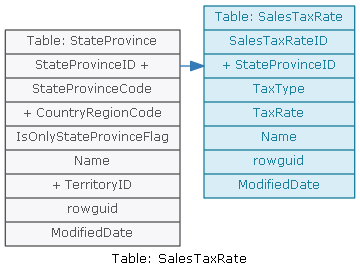 Table: StateProvince
StateProvinceID +
StateProvinceCode
+ CountryRegionCode
IsOnlyStateProvinceFlag
Name
+ TerritoryID
rowguid
ModifiedDate
Table: SalesTaxRate
SalesTaxRateID
+ StateProvinceID
TaxType
TaxRate
Name
rowguid
ModifiedDate
Table: SalesTaxRate